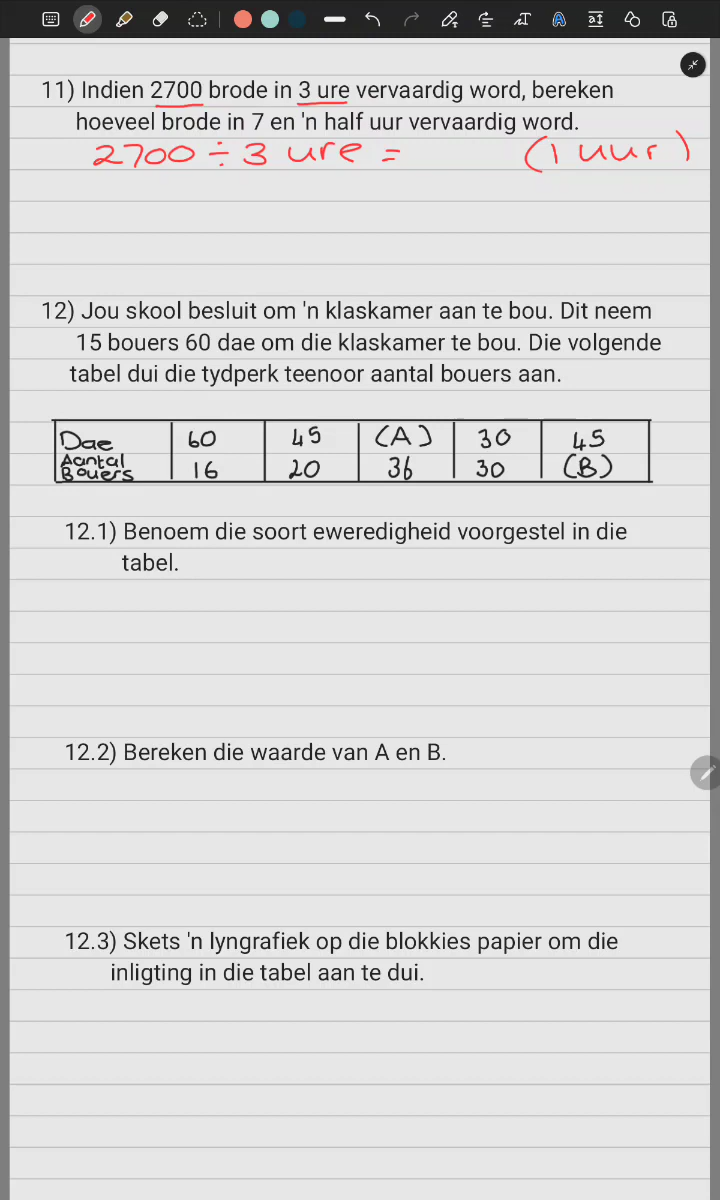 11) Indien 2700 brode in 3 ure vervaardig word, bereken
hoeveel brode in 7 en 'n half uur vervaardig word.
2700 ÷ 3 ure = (1 uur)
12) Jou skool besluit om 'n klaskamer aan te bou. Dit neem
15 bouers 60 dae om die klaskamer te bou. Die volgende
tabel dui die tydperk teenoor aantal bouers aan.
Dae 60 45 (A) 30 45
Aantal Bouers 16 20 36 30 (B)
12.1) Benoem die soort eweredigheid voorgestel in die
tabel.
12.2) Bereken die waarde van A en B.
12.3) Skets 'n lyngrafiek op die blokkies papier om die
inligting in die tabel aan te dui.